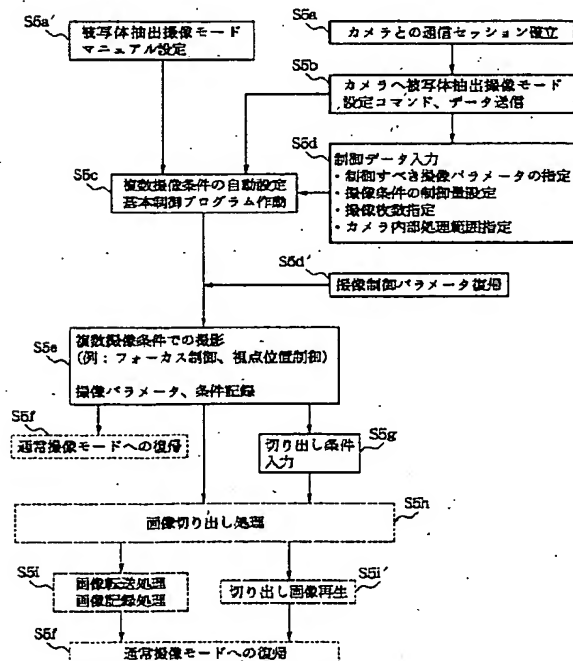 S5a'
被写体抽出撮像モード
マニュアル設定
S5a
カメラとの通信セッション確立
S5b
カメラへ被写体抽出撮像モード
設定コマンド、データ送信
S5d
制御データ入力
・制御すべき撮像パラメータの指定
・撮像条件の制御量設定
・撮像枚数指定
・カメラ内部処理範囲指定
S5c
複数撮像条件の自動設定
基本制御プログラム作動
S5d'
撮像制御パラメータ復帰
S5e
複数撮像条件での撮影
(例：フォーカス制御、視点位置制御)
撮像パラメータ、条件記録
S5f
通常撮像モードへの復帰
S5g
切り出し条件
入力
S5h
画像切り出し処理
S5i
画像転送処理
画像記録処理
S5i'
切り出し画像再生
S5f
通常撮像モードへの復帰